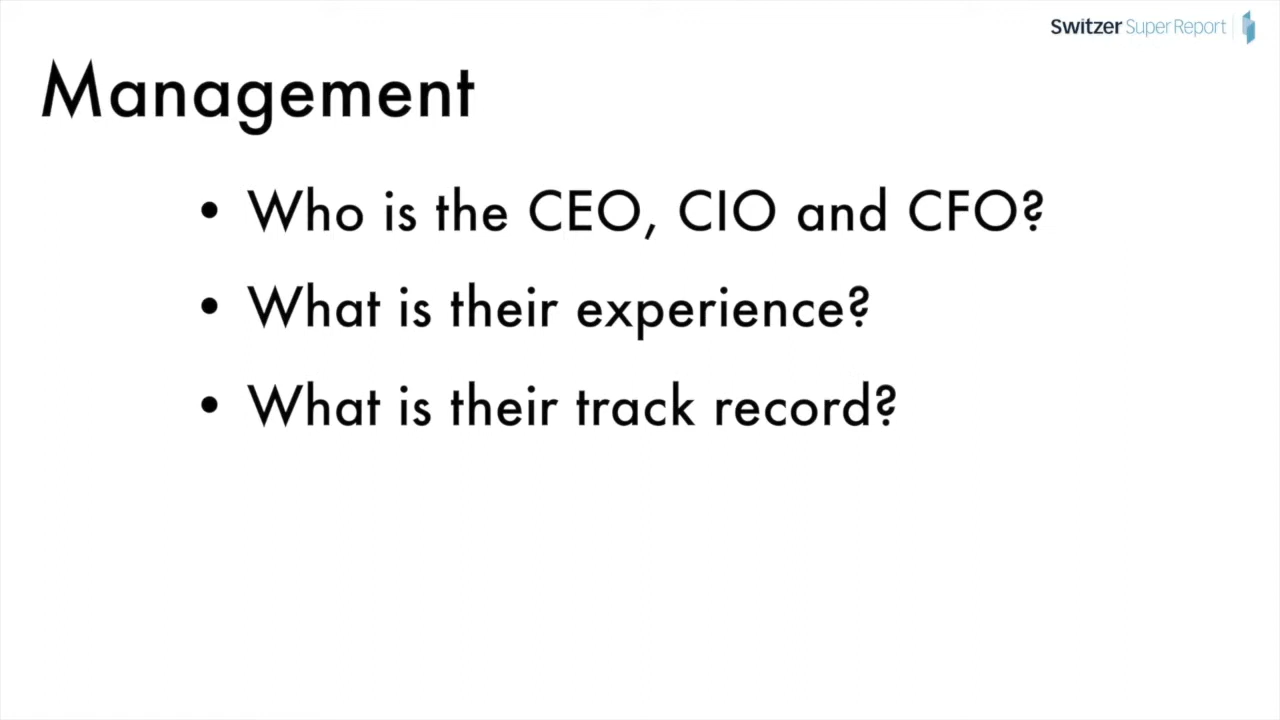 Switzer Super Report
Management
• Who is the CEO, CIO and CFO?
• What is their experience?
• What is their track record?